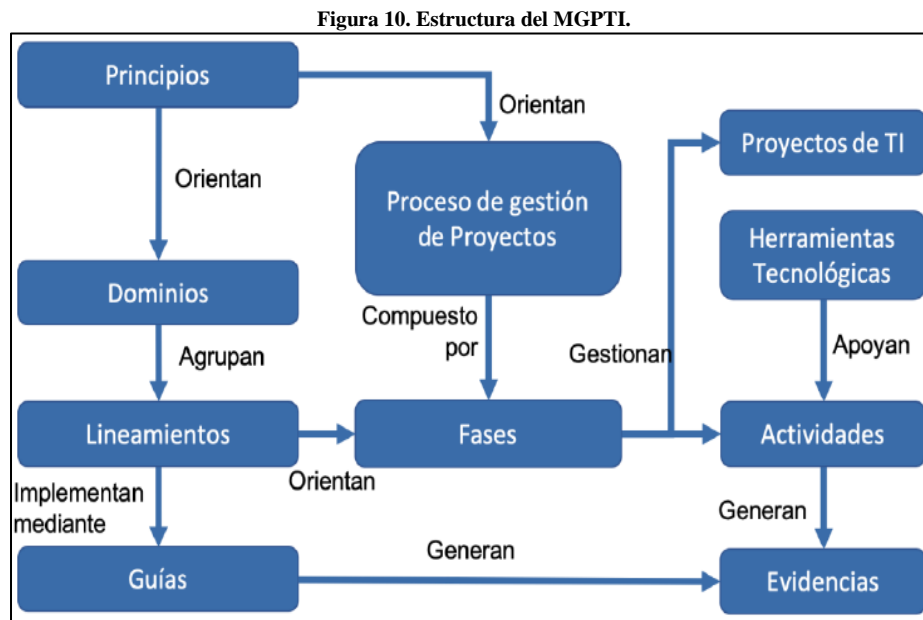 Figura 10. Estructura del MGPTI.
Principios
Orientan
Proyectos de TI
Orientan
Proceso de gestión
de Proyectos
Herramientas
Tecnológicas
Dominios
Compuesto
por
Agrupan
Gestionan
Apoyan
Lineamientos
Fases
Actividades
Implementan
mediante
Orientan
Generan
Generan
Guías
Evidencias